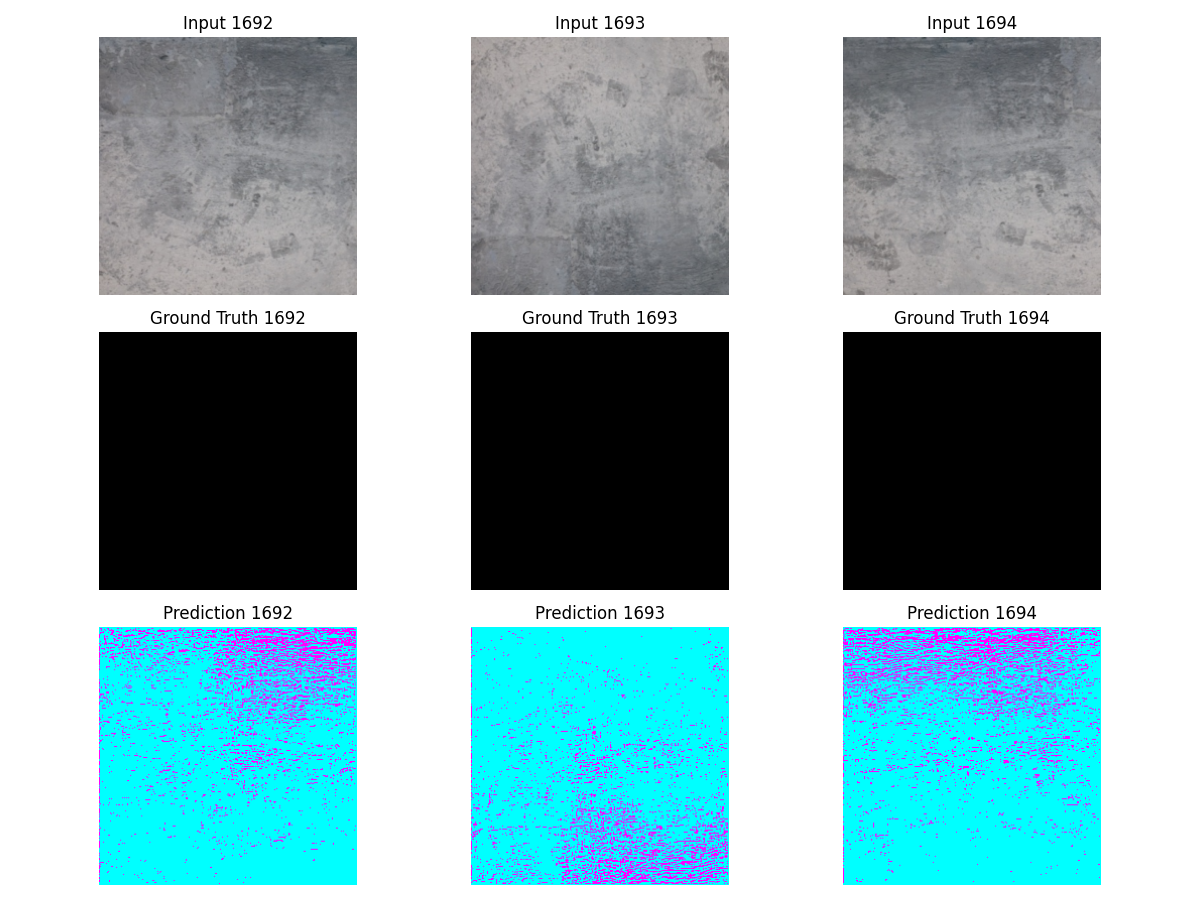 Input 1692
Input 1693
Input 1694
Ground Truth 1692
Ground Truth 1693
Ground Truth 1694
Prediction 1692
Prediction 1693
Prediction 1694